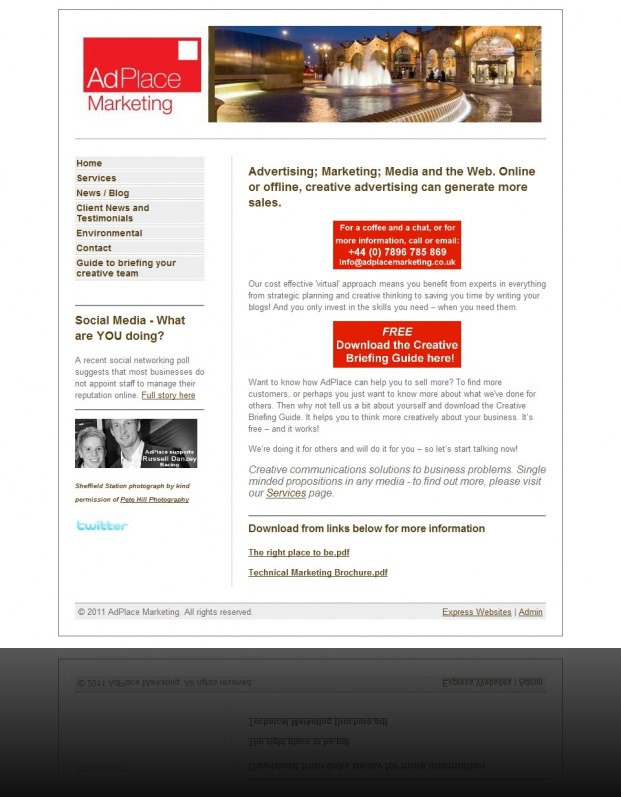 AdPlace
Marketing
Home
Services
News / Blog
Client News and
Testimonials
Environmental
Contact
Guide to briefing your
creative team
Social Media - What
are YOU doing?
A recent social networking poll
suggests that most businesses do
not appoint staff to manage their
reputation online. Full story here
AdPlace supports
Russell Danzey
Racing
Sheffield Station photograph by kind
permission of Pete Hill Photography
twitter
Advertising; Marketing; Media and the Web. Online
or offline, creative advertising can generate more
sales.
For a coffee and a chat, or for
more information, call or email:
+44 (0) 7896 785 869
info@adplacemarketing.co.uk
Our cost effective 'virtual' approach means you benefit from experts in everything
from strategic planning and creative thinking to saving you time by writing your
blogs! And you only invest in the skills you need – when you need them.
FREE
Download the Creative
Briefing Guide here!
Want to know how AdPlace can help you to sell more? To find more
customers, or perhaps you just want to know more about what we've done for
others. Then why not tell us a bit about yourself and download the Creative
Briefing Guide. It helps you to think more creatively about your business. It's
free – and it works!
We're doing it for others and will do it for you – so let's start talking now!
Creative communications solutions to business problems. Single
minded propositions in any media - to find out more, please visit
our Services page.
Download from links below for more information
The right place to be.pdf
Technical Marketing Brochure.pdf
© 2011 AdPlace Marketing. All rights reserved.
Express Websites | Admin